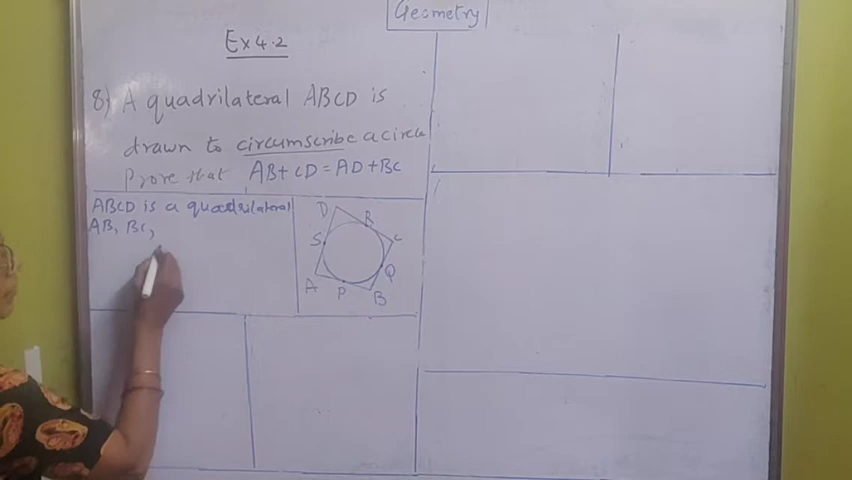 Geometry
Ex 4.2
8) A quadrilateral ABCD is
drawn to circumscribe a circle
Prove that AB + CD = AD + BC
ABCD is a quadrilateral
AB, BC,
D
R
S
C
Q
A
P
B